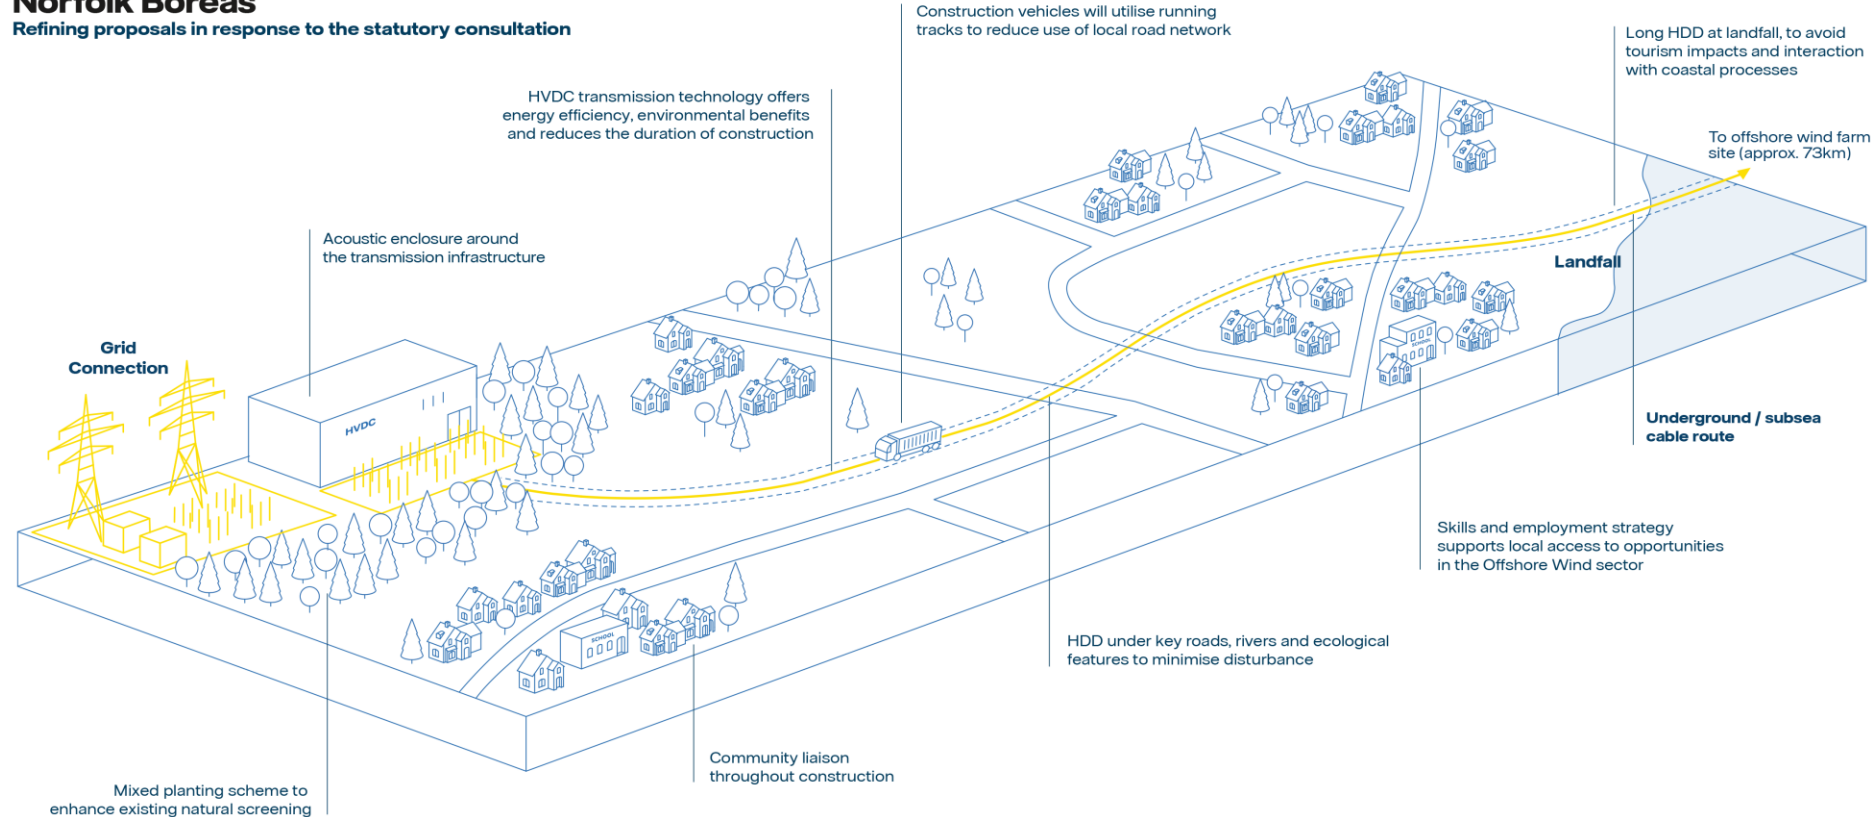 Norfolk Boreas
Refining proposals in response to the statutory consultation
Construction vehicles will utilise running
tracks to reduce use of local road network
Long HDD at landfall, to avoid
tourism impacts and interaction
with coastal processes
HVDC transmission technology offers
energy efficiency, environmental benefits
and reduces the duration of construction
To offshore wind farm
site (approx. 73km)
Acoustic enclosure around
the transmission infrastructure
Landfall
Grid
Connection
HVDC
SCHOOL
Underground / subsea
cable route
Skills and employment strategy
supports local access to opportunities
in the Offshore Wind sector
SCHOOL
HDD under key roads, rivers and ecological
features to minimise disturbance
Community liaison
throughout construction
Mixed planting scheme to
enhance existing natural screening